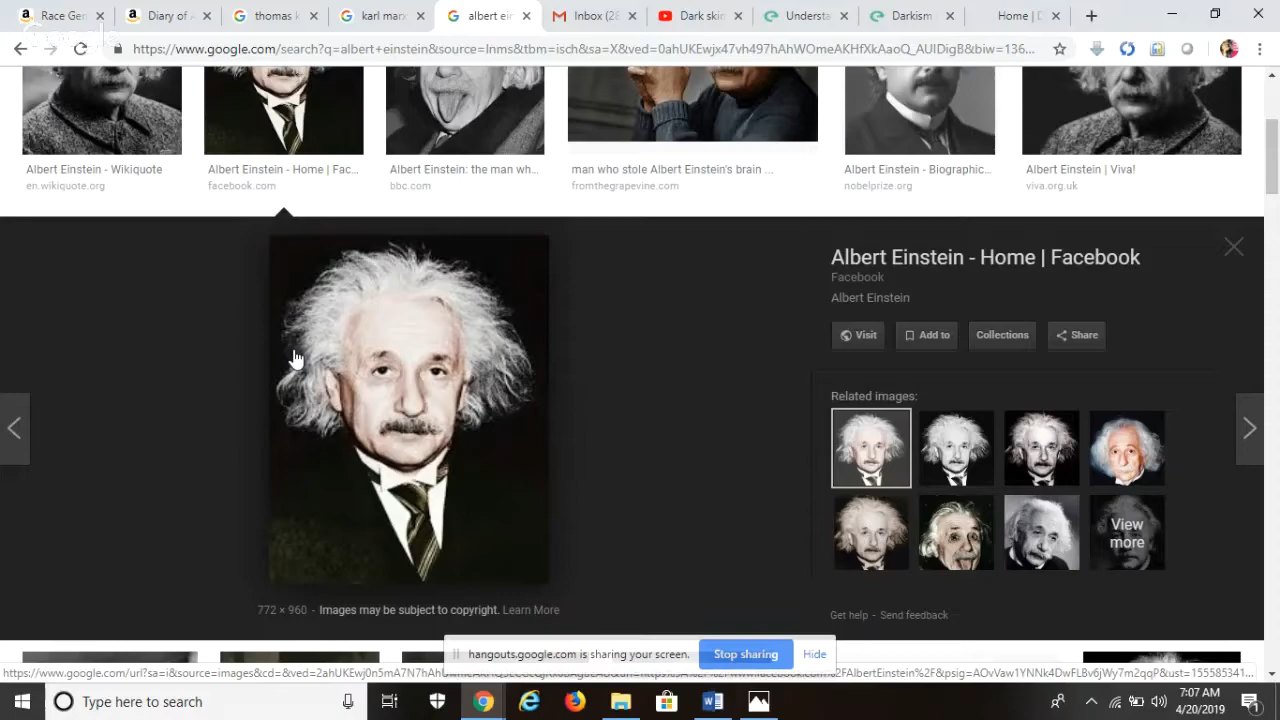 Race Gen
Diary of
thomas k
karl marx
albert ein
Inbox (28
Dark skin
Understa
Darkism
Home | D
https://www.google.com/search?q=albert+einstein&source=lnms&tbm=isch&sa=X&ved=0ahUKEwjx47vh497hAhWOmeAKHfXkAaoQ_AUIDigB&biw=136...
Albert Einstein - Wikiquote
en.wikiquote.org
Albert Einstein - Home | Fac...
facebook.com
Albert Einstein: the man wh...
bbc.com
man who stole Albert Einstein's brain ...
fromthegrapevine.com
Albert Einstein - Biographic...
nobelprize.org
Albert Einstein | Viva!
viva.org.uk
Albert Einstein - Home | Facebook
Facebook
Albert Einstein
Visit
Add to
Collections
Share
Related images:
View
more
772 × 960 - Images may be subject to copyright. Learn More
Get help - Send feedback
hangouts.google.com is sharing your screen.
Stop sharing
Hide
Type here to search
7:07 AM
4/20/2019